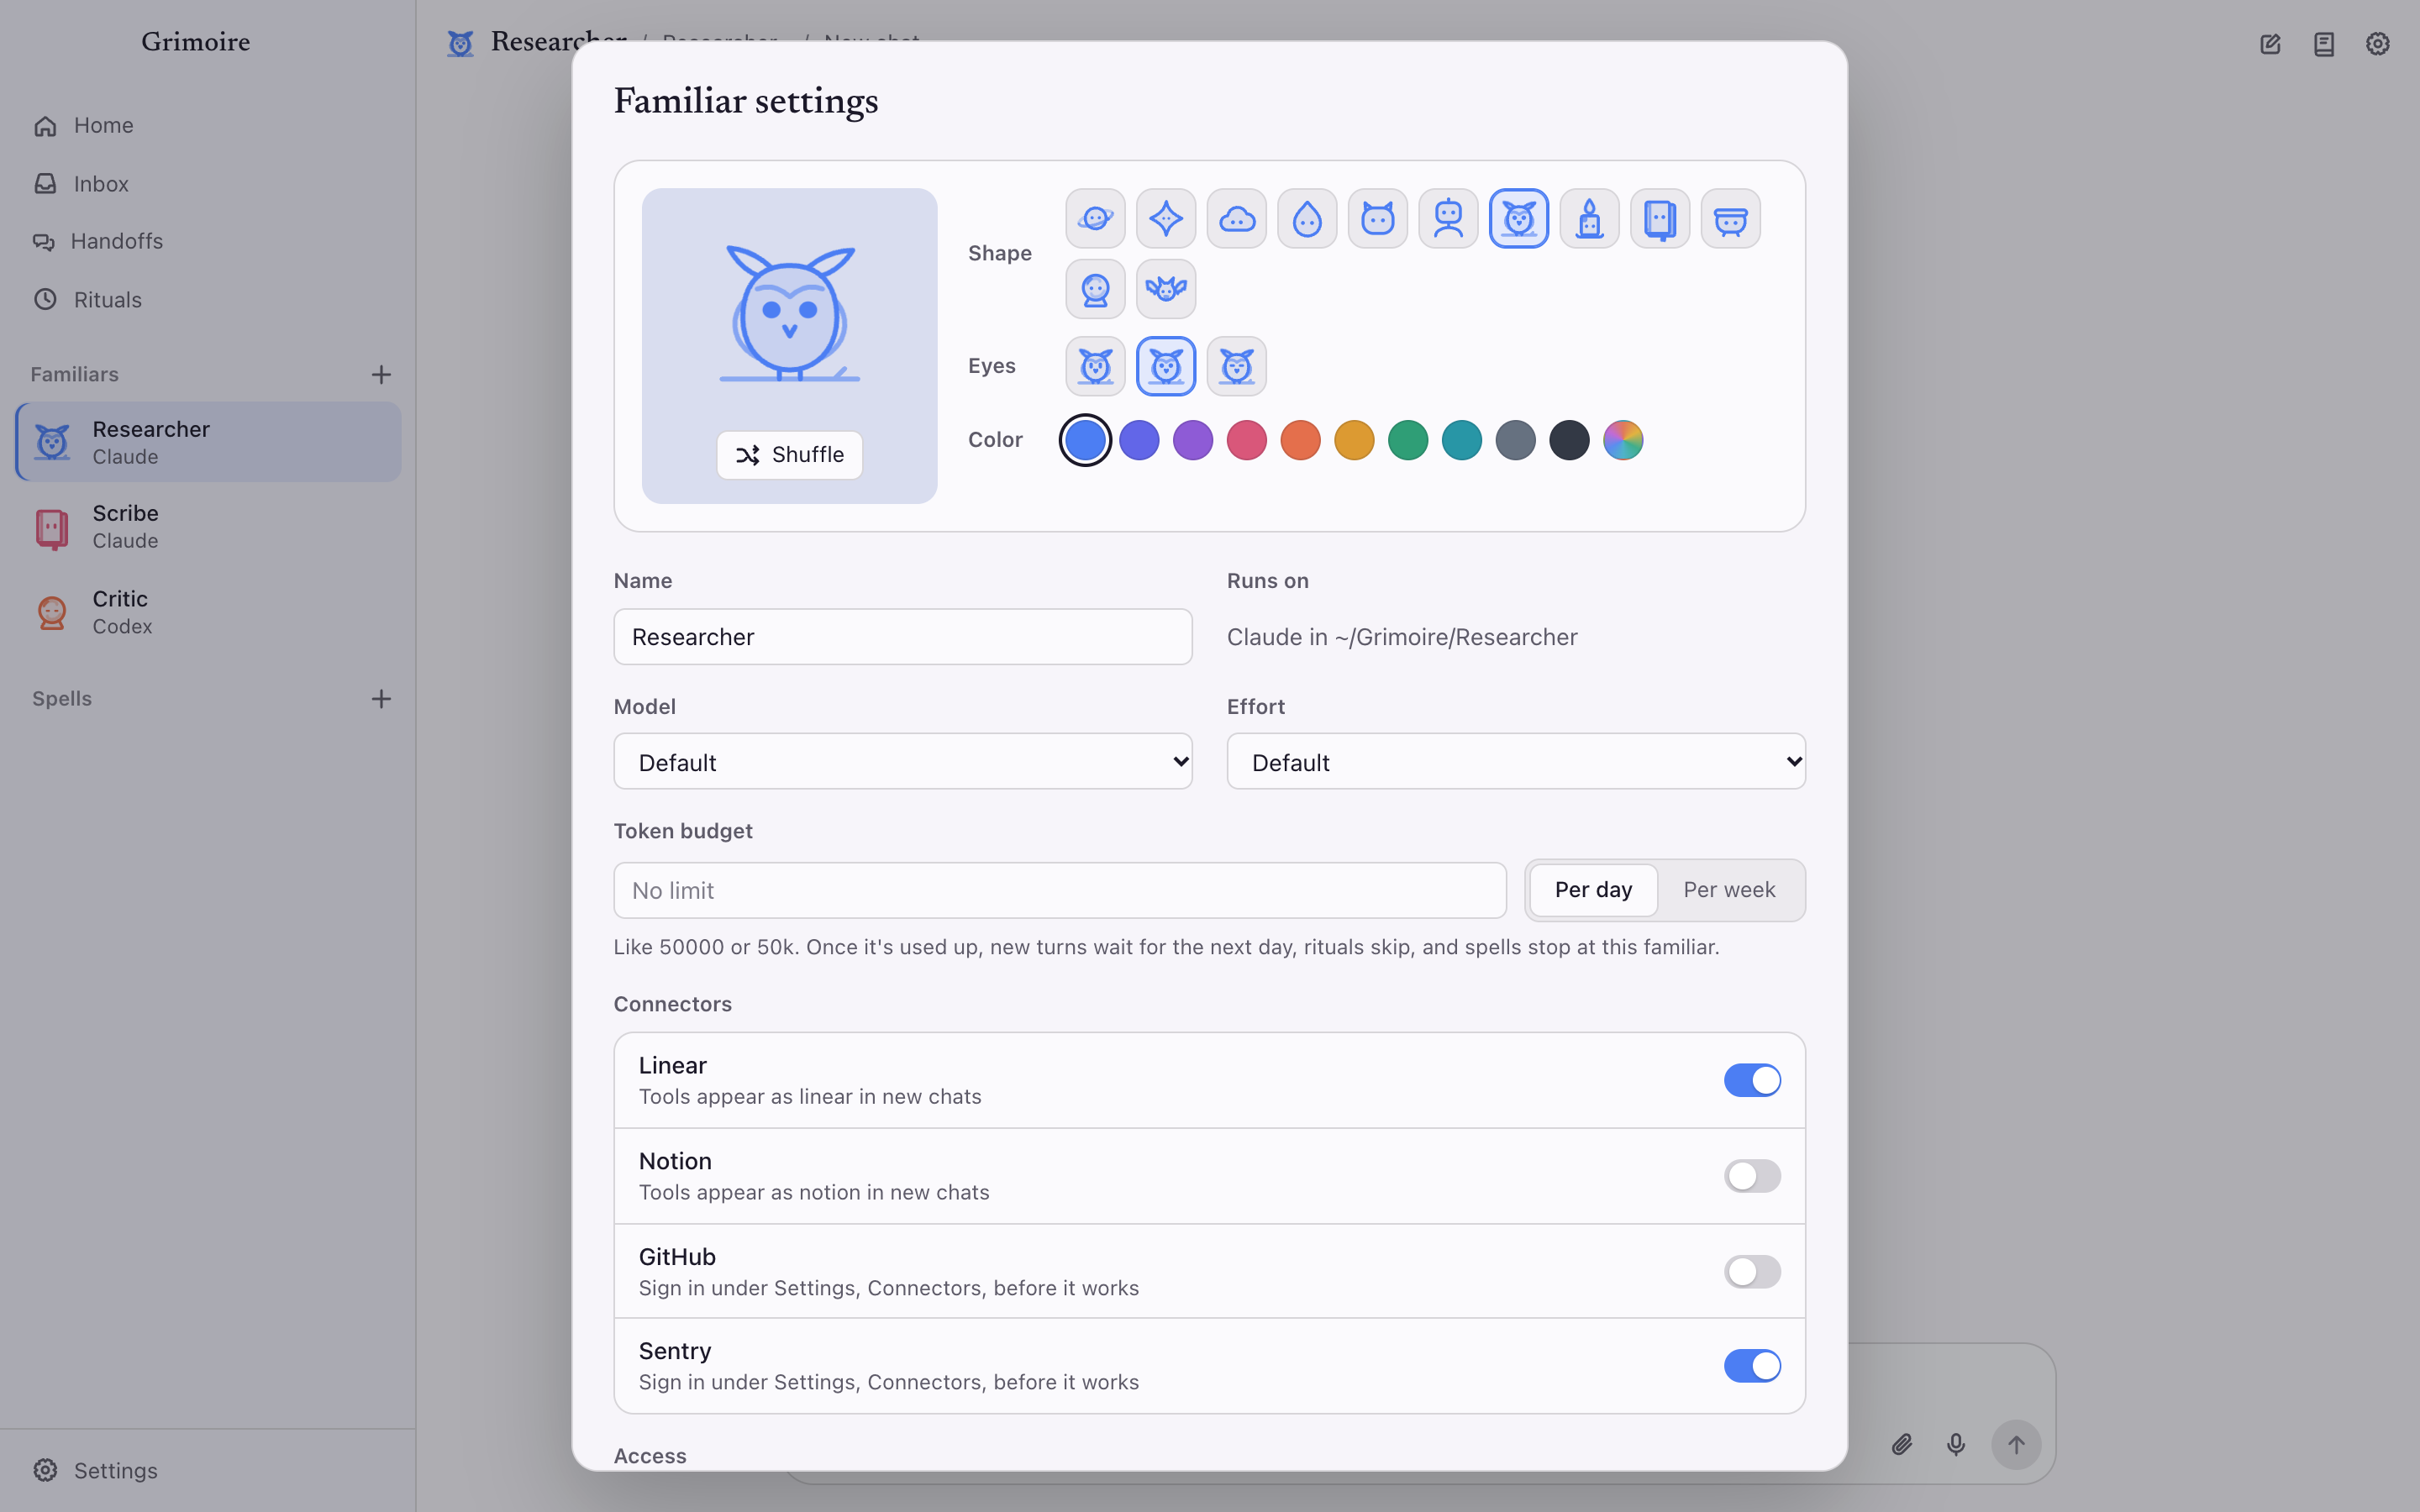 Grimoire
Home
Inbox
Handoffs
Rituals
Familiars
Researcher
Claude
Scribe
Claude
Critic
Codex
Spells
Settings
Researcher / Researcher / New chat
Familiar settings
Shuffle
Shape
Eyes
Color
Name
Researcher
Runs on
Claude in ~/Grimoire/Researcher
Model
Default
Effort
Default
Token budget
No limit
Per day
Per week
Like 50000 or 50k. Once it's used up, new turns wait for the next day, rituals skip, and spells stop at this familiar.
Connectors
Linear
Tools appear as linear in new chats
Notion
Tools appear as notion in new chats
GitHub
Sign in under Settings, Connectors, before it works
Sentry
Sign in under Settings, Connectors, before it works
Access